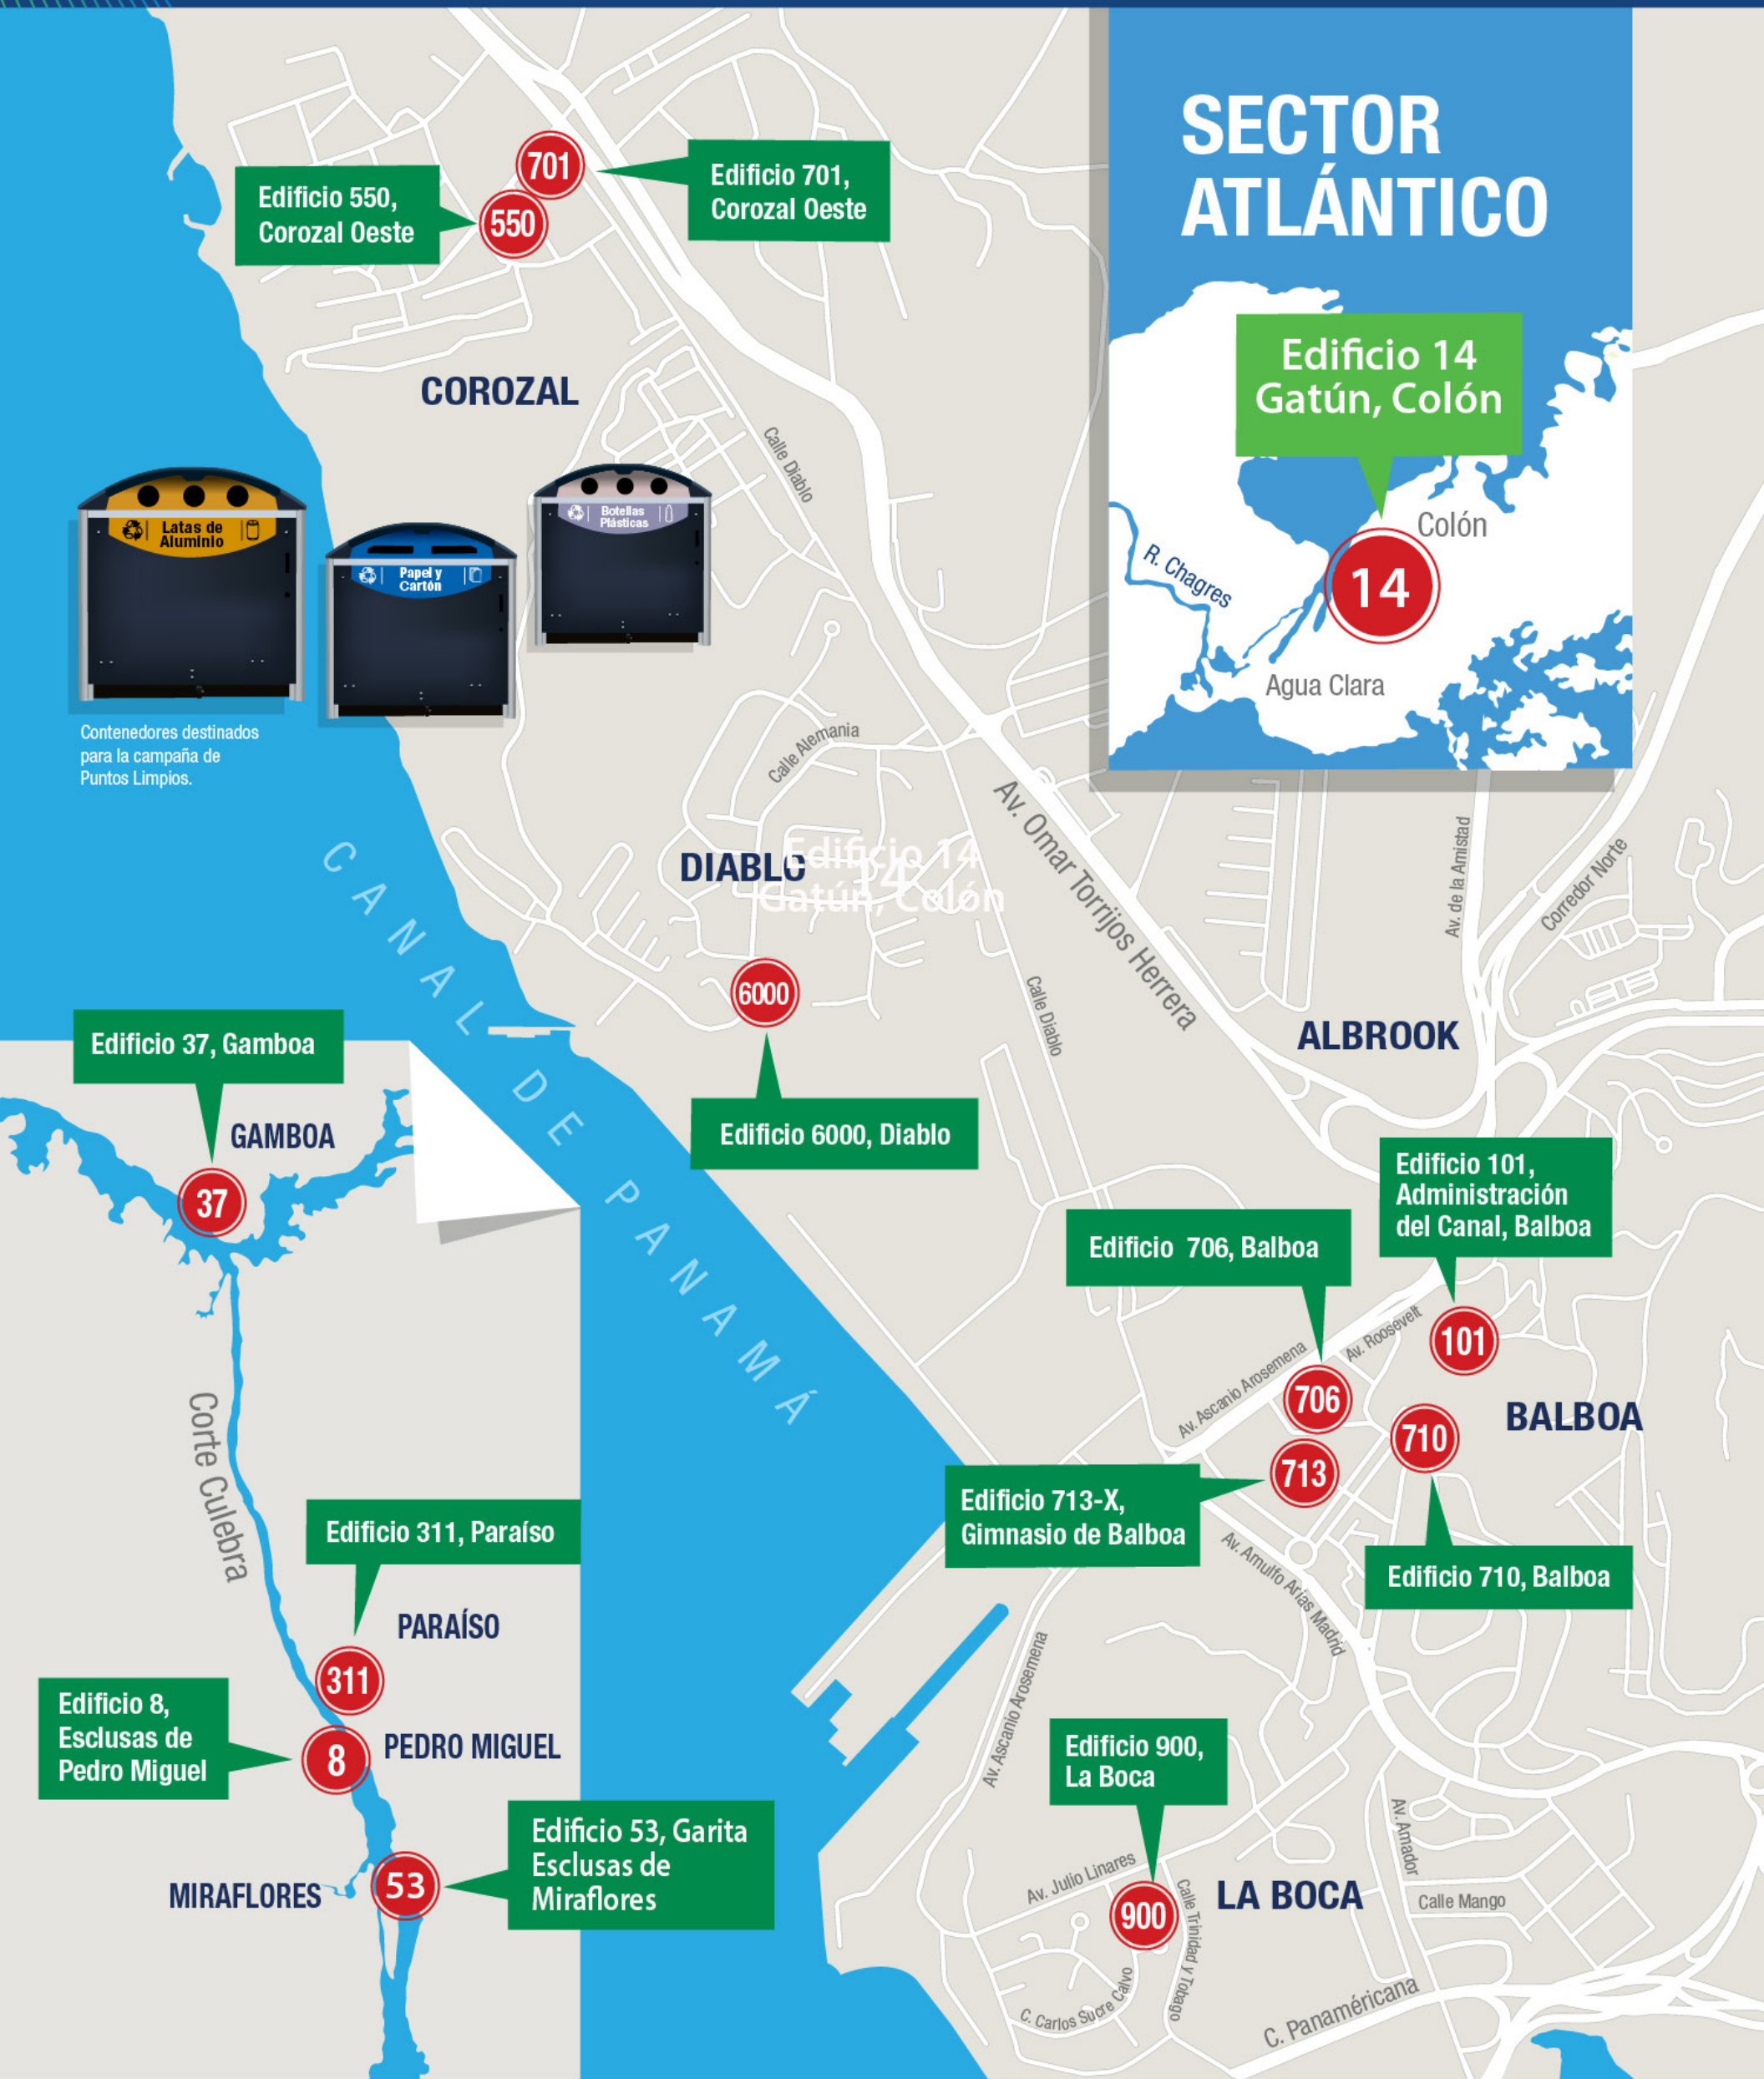 SECTOR
ATLÁNTICO
701
550
Edificio 550,
Corozal Oeste
Edificio 701,
Corozal Oeste
Edificio 14
Gatún, Colón
COROZAL
Calle Diablo
Latas de
Aluminio
Papel y
Cartón
Botellas
Plásticas
Colón
R. Chagres
14
Agua Clara
Contenedores destinados
para la campaña de
Puntos Limpios.
Calle Alemania
Av. Omar Torrijos Herrera
Av. de la Amistad
Corredor Norte
DIABLO
Edificio 14
14
Gatún, Colón
CANAL DE PANAMÁ
6000
Calle Diablo
ALBROOK
Edificio 6000, Diablo
Edificio 37, Gamboa
GAMBOA
37
Edificio 101,
Administración
del Canal, Balboa
Edificio 706, Balboa
101
Av. Roosevelt
Av. Ascanio Arosemena
706
BALBOA
710
713
Edificio 713-X,
Gimnasio de Balboa
Av. Arnulfo Arias Madrid
Edificio 710, Balboa
Corte Culebra
Edificio 311, Paraíso
PARAÍSO
311
Edificio 8,
Esclusas de
Pedro Miguel
8
PEDRO MIGUEL
Av. Ascanio Arosemena
Edificio 900,
La Boca
Edificio 53, Garita
Esclusas de
Miraflores
MIRAFLORES
53
Av. Amador
Av. Julio Linares
900
Calle Trinidad y Tobago
LA BOCA
Calle Mango
C. Carlos Sucre Calvo
C. Panaméricana